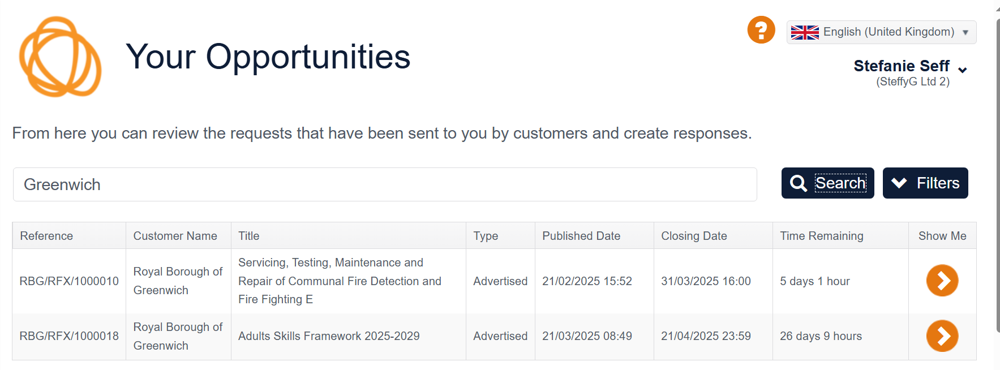 Your Opportunities
English (United Kingdom)
Stefanie Seff
(SteffyG Ltd 2)
From here you can review the requests that have been sent to you by customers and create responses.
Greenwich
Search
Filters
Reference Customer Name Title Type Published Date Closing Date Time Remaining Show Me
RBG/RFX/1000010
Royal Borough of
Greenwich
Servicing, Testing, Maintenance and
Repair of Communal Fire Detection and
Fire Fighting E
Advertised
21/02/2025 15:52
31/03/2025 16:00
5 days 1 hour
RBG/RFX/1000018
Royal Borough of
Greenwich
Adults Skills Framework 2025-2029
Advertised
21/03/2025 08:49
21/04/2025 23:59
26 days 9 hours